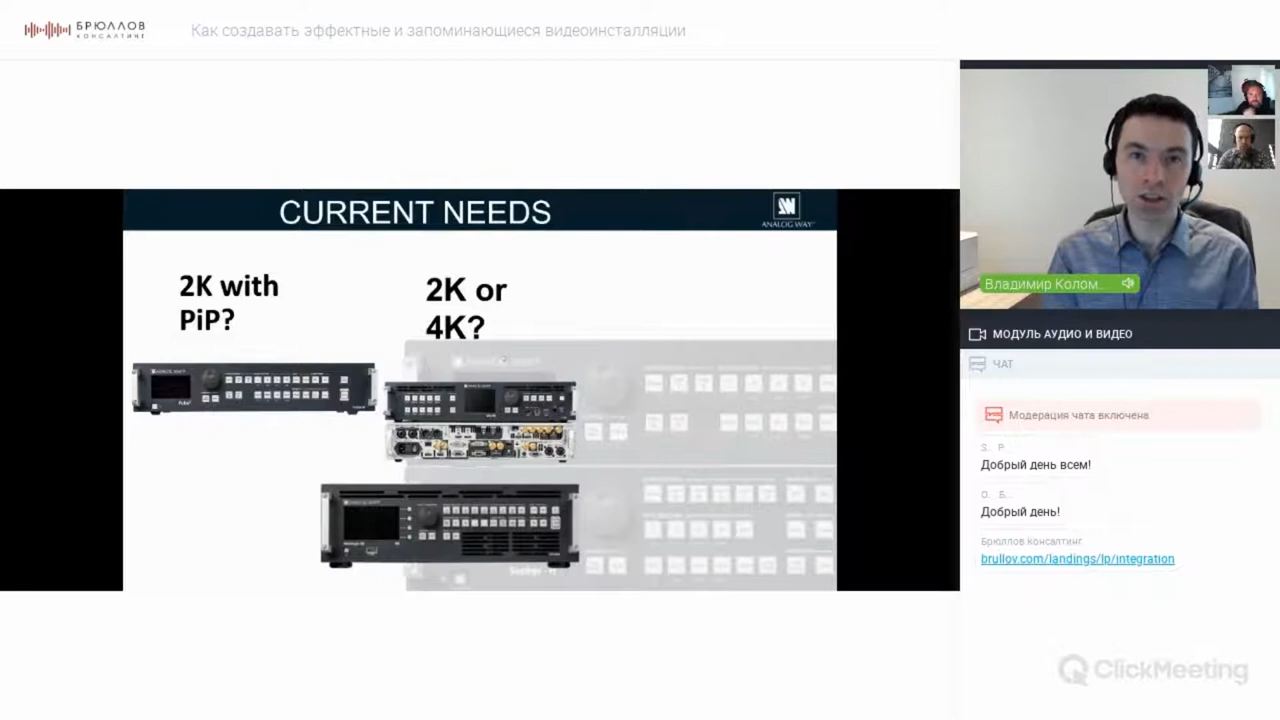 БРЮЛЛОВ
КОНСАЛТИНГ
Как создавать эффектные и запоминающиеся видеоинсталляции
CURRENT NEEDS
ANALOG WAY
2K with
PiP?
2K or
4K?
Владимир Колом...
МОДУЛЬ АУДИО И ВИДЕО
ЧАТ
Модерация чата включена
S.. P...
Добрый день всем!
О. Б...
Добрый день!
Брюллов Консалтинг
brullov.com/landings/lp/integration
ClickMeeting